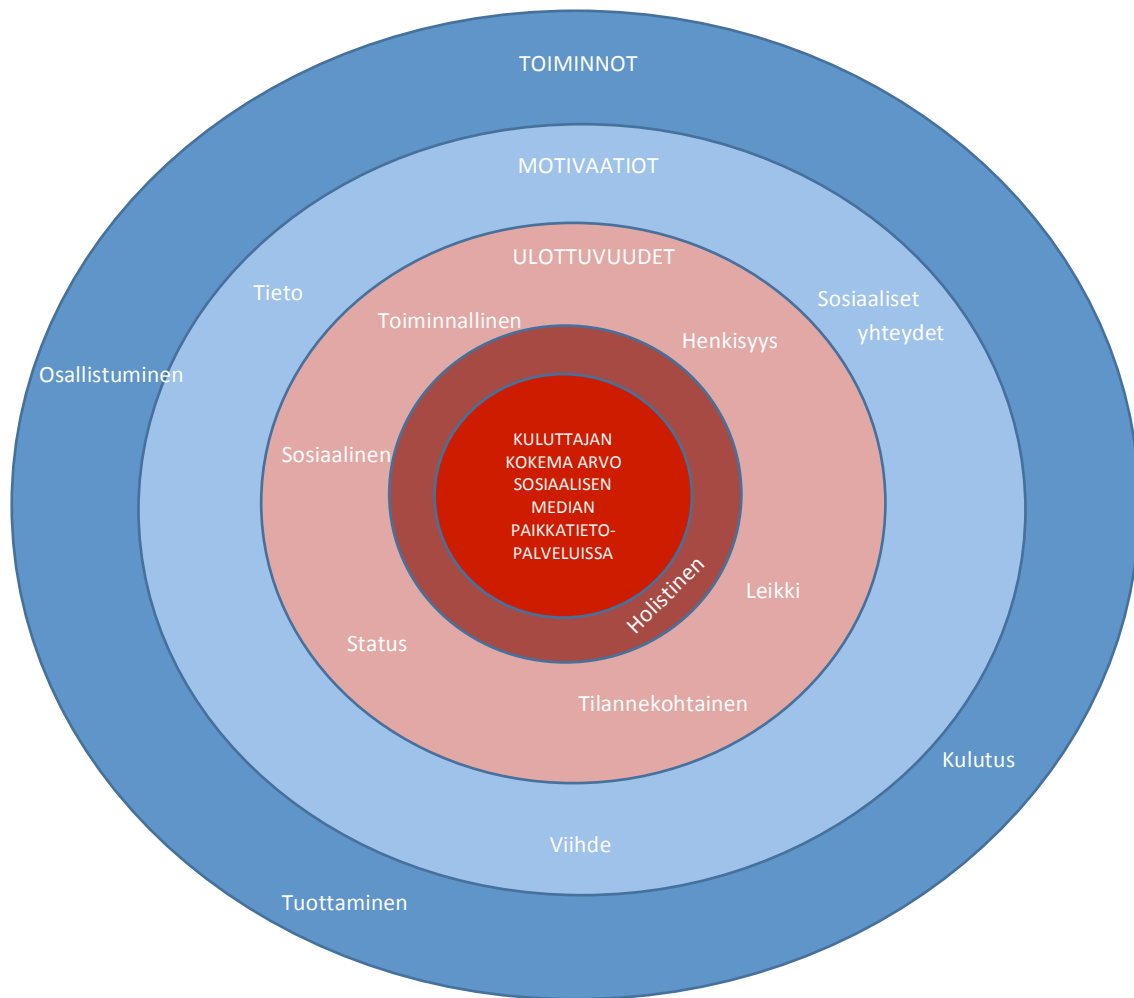 TOIMINNOT
MOTIVAATIOT
ULOTTUVUUDET
Tieto
Sosiaaliset
yhteydet
Toiminnallinen
Henkisyys
Osallistuminen
Sosiaalinen
KULUTTAJAN
KOKEMA ARVO
SOSIAALISEN
MEDIAN
PAIKKATIETO-
PALVELUISSA
Holistinen
Leikki
Status
Tilannekohtainen
Kulutus
Viihde
Tuottaminen